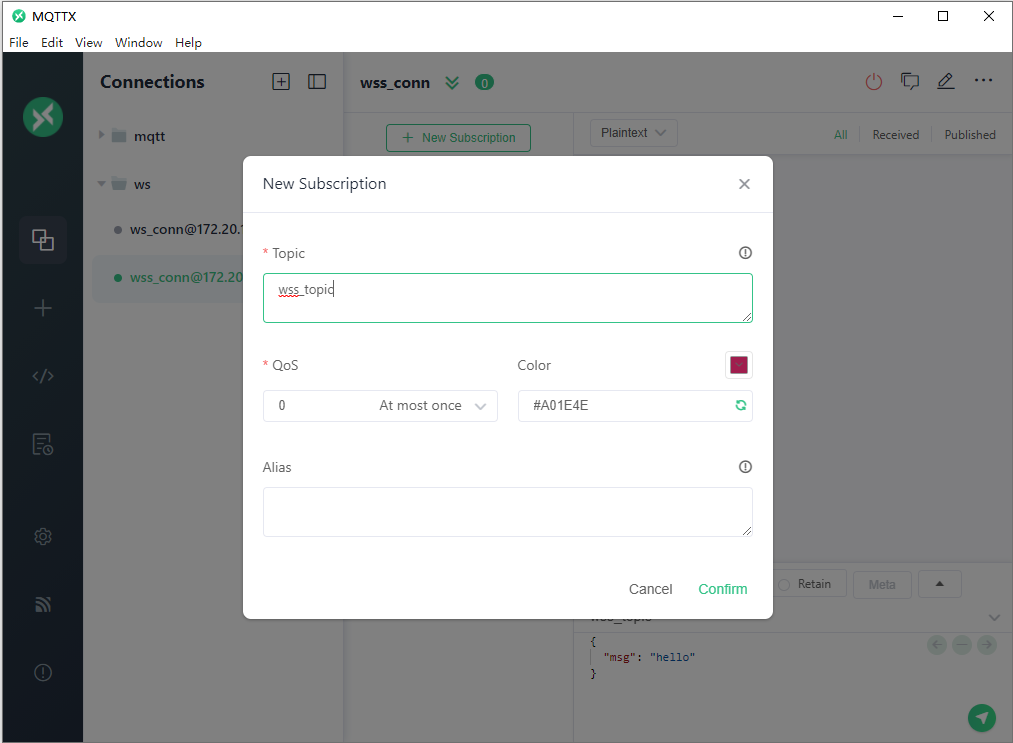 MQTTX
File Edit View Window Help
Connections
wss_conn 0
mqtt
+ New Subscription
Plaintext
All Received Published
ws
ws_conn@172.20.1
wss_conn@172.20
New Subscription
* Topic
wss_topic
* QoS
Color
0 At most once
#A01E4E
Alias
Cancel Confirm
Retain Meta
wss_topic
{
"msg": "hello"
}